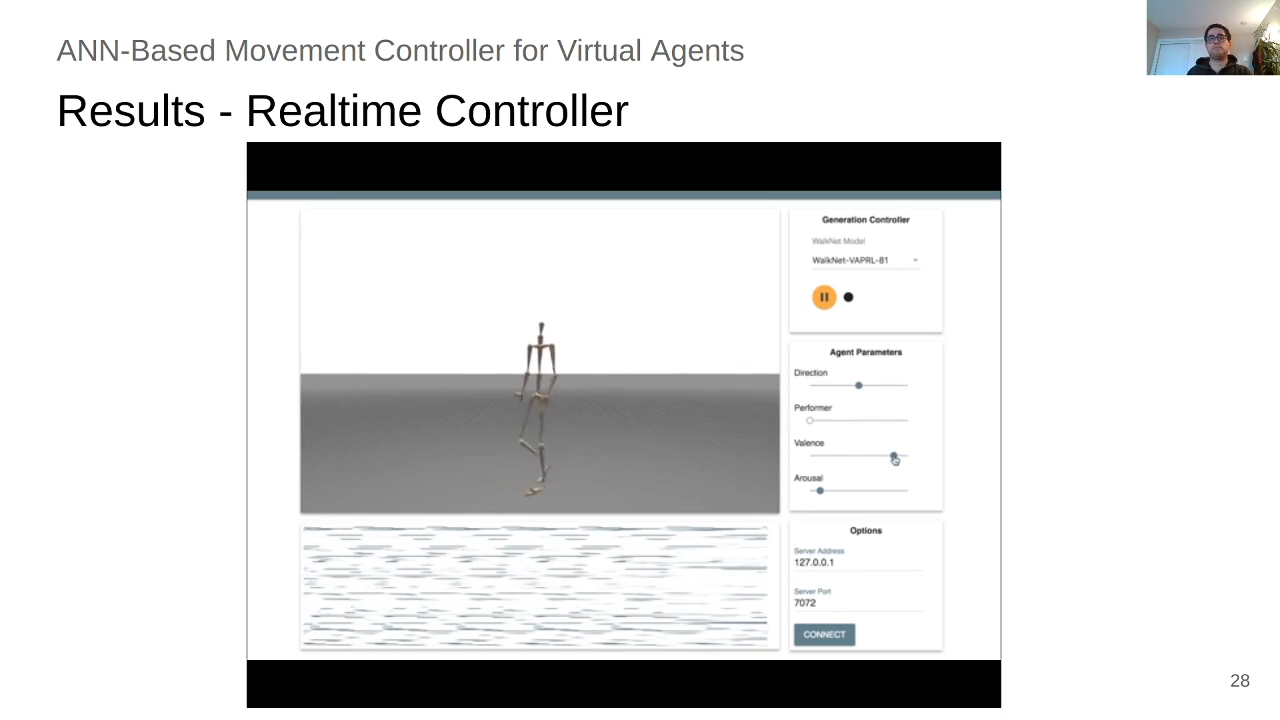 ANN-Based Movement Controller for Virtual Agents
Results - Realtime Controller
Generation Controller
WalkNet Model
WalkNet-VAPRL-81
Agent Parameters
Direction
Performer
Valence
Arousal
Options
Server Address
127.0.0.1
Server Port
7072
CONNECT
28